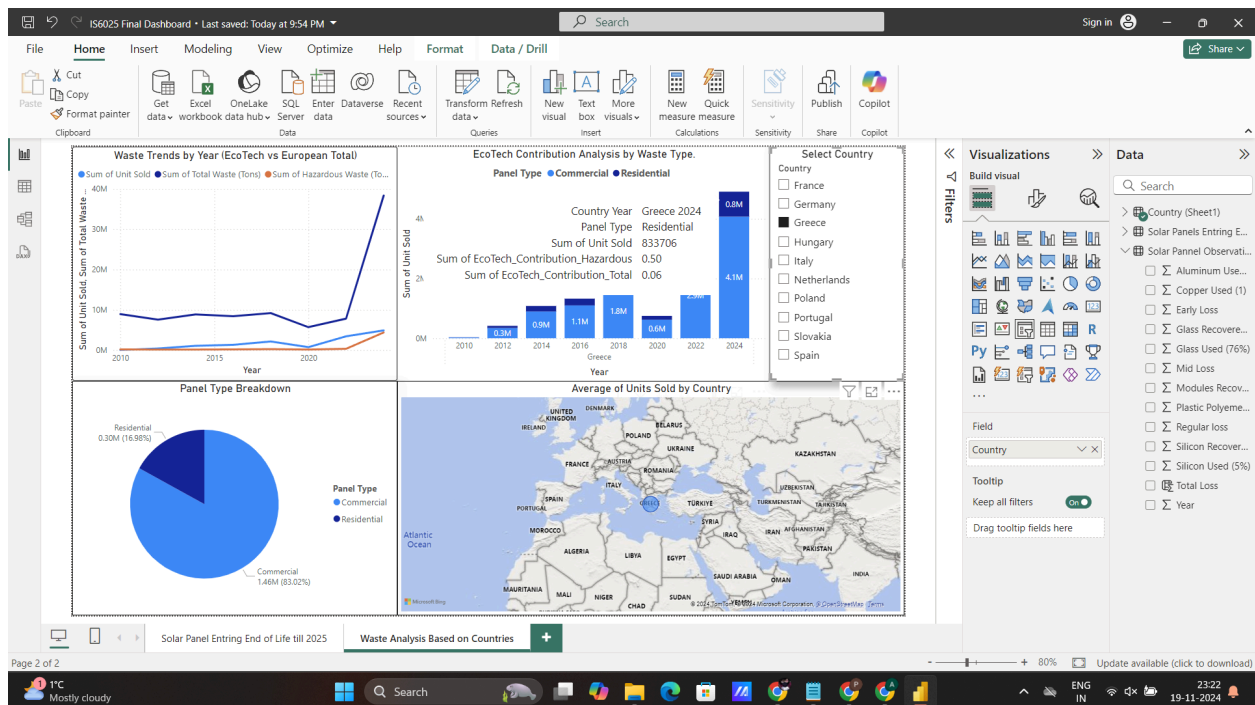 IS6025 Final Dashboard • Last saved: Today at 9:54 PM
Search
Sign in
File Home Insert Modeling View Optimize Help Format Data / Drill
Share
Paste
Cut
Copy
Format painter
Clipboard
Get data
Excel workbook
OneLake data hub
SQL Server
Enter data
Dataverse
Recent sources
Data
Transform data
Refresh
Queries
New visual
Text box
More visuals
Insert
New measure
Quick measure
Calculations
Sensitivity
Sensitivity
Publish
Share
Copilot
Copilot
Waste Trends by Year (EcoTech vs European Total)
Sum of Unit Sold Sum of Total Waste (Tons) Sum of Hazardous Waste (To...
Sum of Unit Sold, Sum of Total Waste ...
40M
30M
20M
10M
0M
2010 2015 2020
Year
EcoTech Contribution Analysis by Waste Type.
Panel Type Commercial Residential
Sum of Unit Sold
4M
2M
0M
Country Year Greece 2024
Panel Type Residential
Sum of Unit Sold 833706
Sum of EcoTech_Contribution_Hazardous 0.50
Sum of EcoTech_Contribution_Total 0.06
0.3M
0.9M
1.1M
1.8M
0.6M
2.9M
4.1M
0.8M
2010 2012 2014 2016 2018 2020 2022 2024
Greece
Year
Select Country
Country
France
Germany
Greece
Hungary
Italy
Netherlands
Poland
Portugal
Slovakia
Spain
Panel Type Breakdown
Residential
0.30M (16.98%)
Commercial
1.46M (83.02%)
Panel Type
Commercial
Residential
Average of Units Sold by Country
UNITED KINGDOM
DENMARK
IRELAND
BELARUS
POLAND
UKRAINE
KAZAKHSTAN
FRANCE
AUSTRIA
ROMANIA
ITALY
UZBEKISTAN
SPAIN
PORTUGAL
GREECE
TÜRKIYE
TURKMENISTAN
TAJIKISTAN
SYRIA
MOROCCO
IRAQ
IRAN
AFGHANISTAN
Atlantic Ocean
PAKISTAN
ALGERIA
LIBYA
EGYPT
SAUDI ARABIA
OMAN
INDIA
MAURITANIA
MALI
NIGER
CHAD
SUDAN
YEMEN
Microsoft Bing
© 2024 TomTom, © 2024 Microsoft Corporation, © OpenStreetMap Terms
Filters
Visualizations
Build visual
Field
Country
Tooltip
Keep all filters
On
Drag tooltip fields here
Data
Search
Country (Sheet1)
Solar Panels Entring E...
Solar Pannel Observati...
Aluminum Use...
Copper Used (1)
Early Loss
Glass Recovere...
Glass Used (76%)
Mid Loss
Modules Recov...
Plastic Polyeme...
Regular loss
Silicon Recover...
Silicon Used (5%)
Total Loss
Year
Solar Panel Entring End of Life till 2025
Waste Analysis Based on Countries
Page 2 of 2
80%
Update available (click to download)
1
1°C
Mostly cloudy
Search
ENG
IN
23:22
19-11-2024